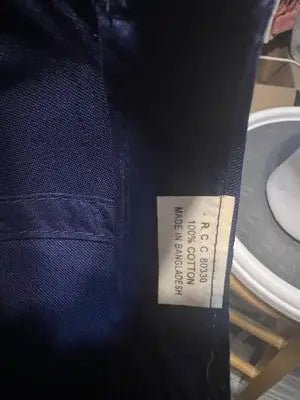 . R. C. C. 80330
100% COTTON
MADE IN BANGLADESH